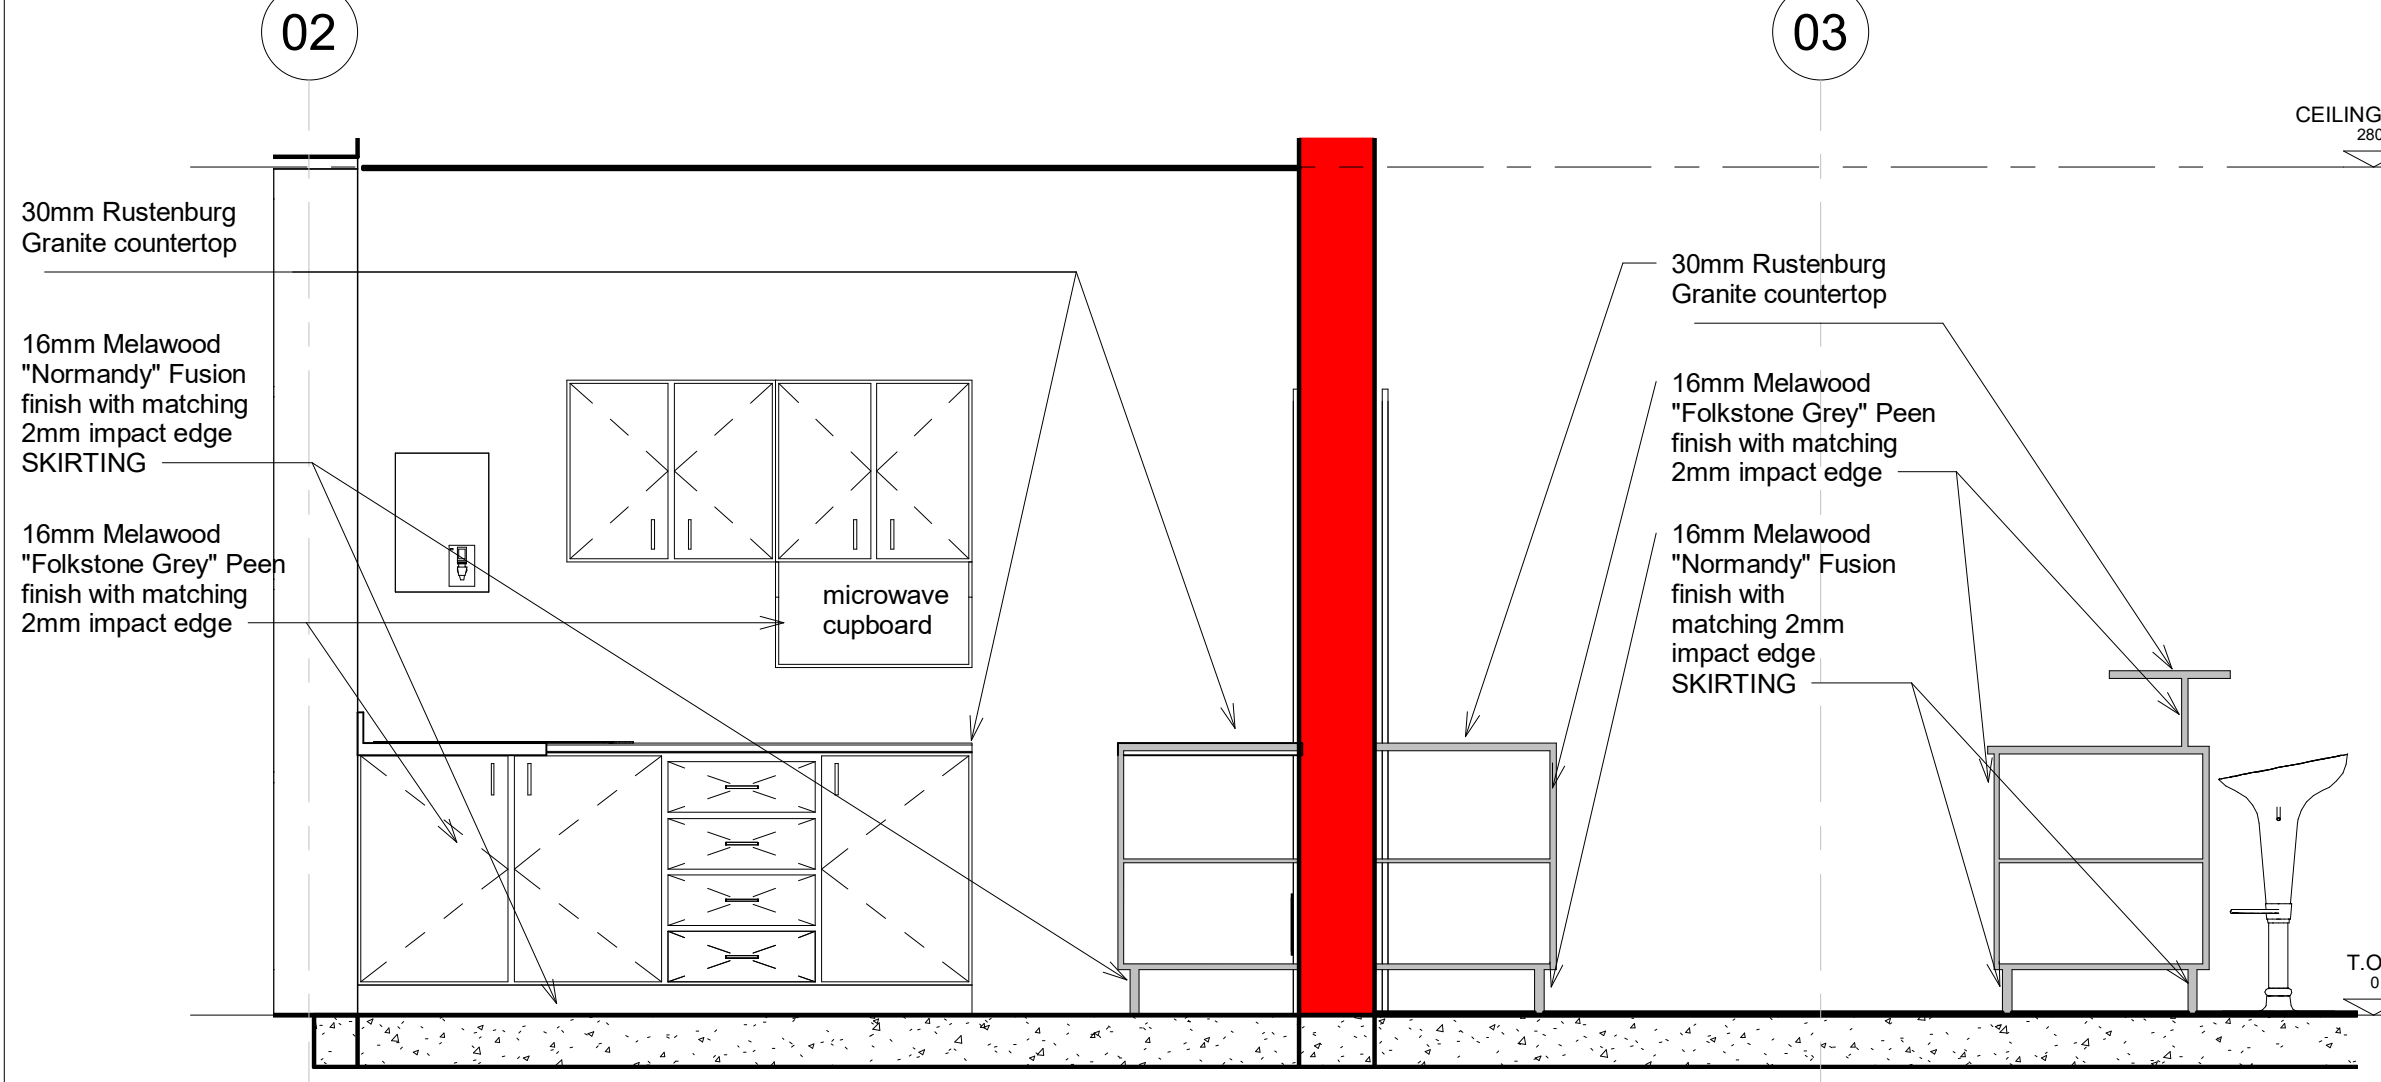 02
03
CEILING
280
30mm Rustenburg
Granite countertop
16mm Melawood
"Normandy" Fusion
finish with matching
2mm impact edge
SKIRTING
16mm Melawood
"Folkstone Grey" Peen
finish with matching
2mm impact edge
microwave
cupboard
30mm Rustenburg
Granite countertop
16mm Melawood
"Folkstone Grey" Peen
finish with matching
2mm impact edge
16mm Melawood
"Normandy" Fusion
finish with
matching 2mm
impact edge
SKIRTING
T.O
0